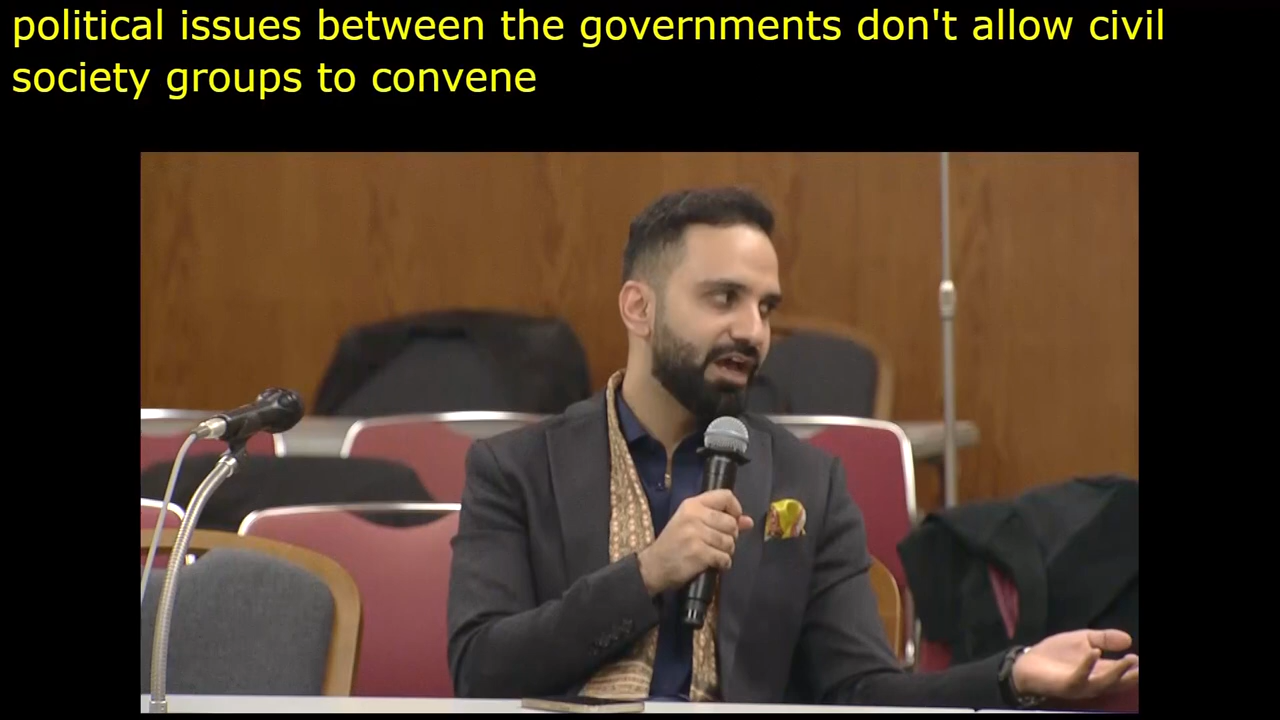 political issues between the governments don't allow civil
society groups to convene